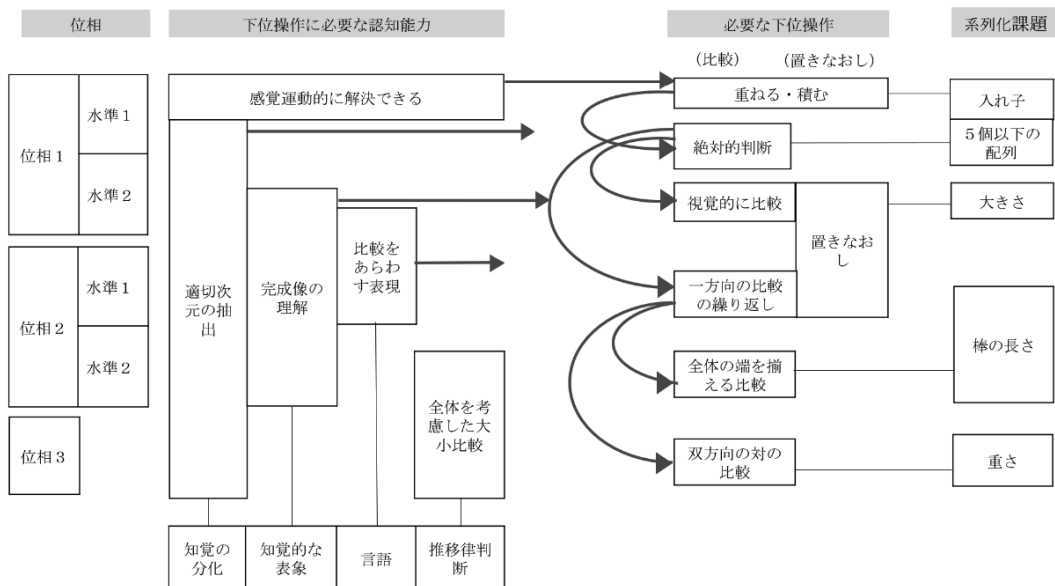 位相
下位操作に必要な認知能力
必要な下位操作
系列化課題
(比較)
(置きなおし)
位相1
水準1
水準2
位相2
水準1
水準2
位相3
感覚運動的に解決できる
適切次
元の抽
出
完成像の
理解
比較を
あらわ
す表現
全体を考
慮した大
小比較
知覚の
分化
知覚的な
表象
言語
推移律判
断
重ねる・積む
絶対的判断
視覚的に比較
置きなお
し
一方向の比較
の繰り返し
全体の端を揃
える比較
双方向の対の
比較
入れ子
5個以下の
配列
大きさ
棒の長さ
重さ